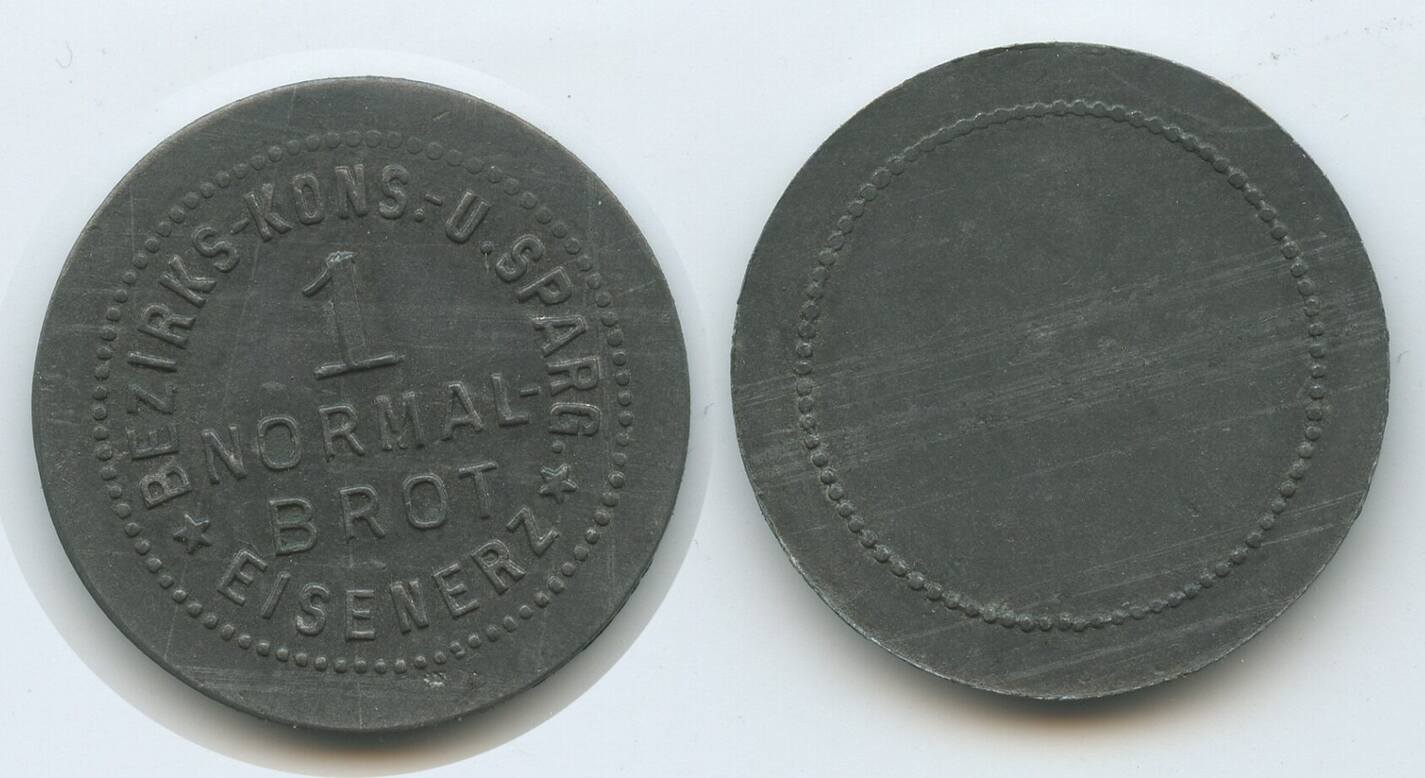 BEZIRKS-KONS.-U.SPARG.
1
NORMAL-
BROT
★ EISENERZ ★